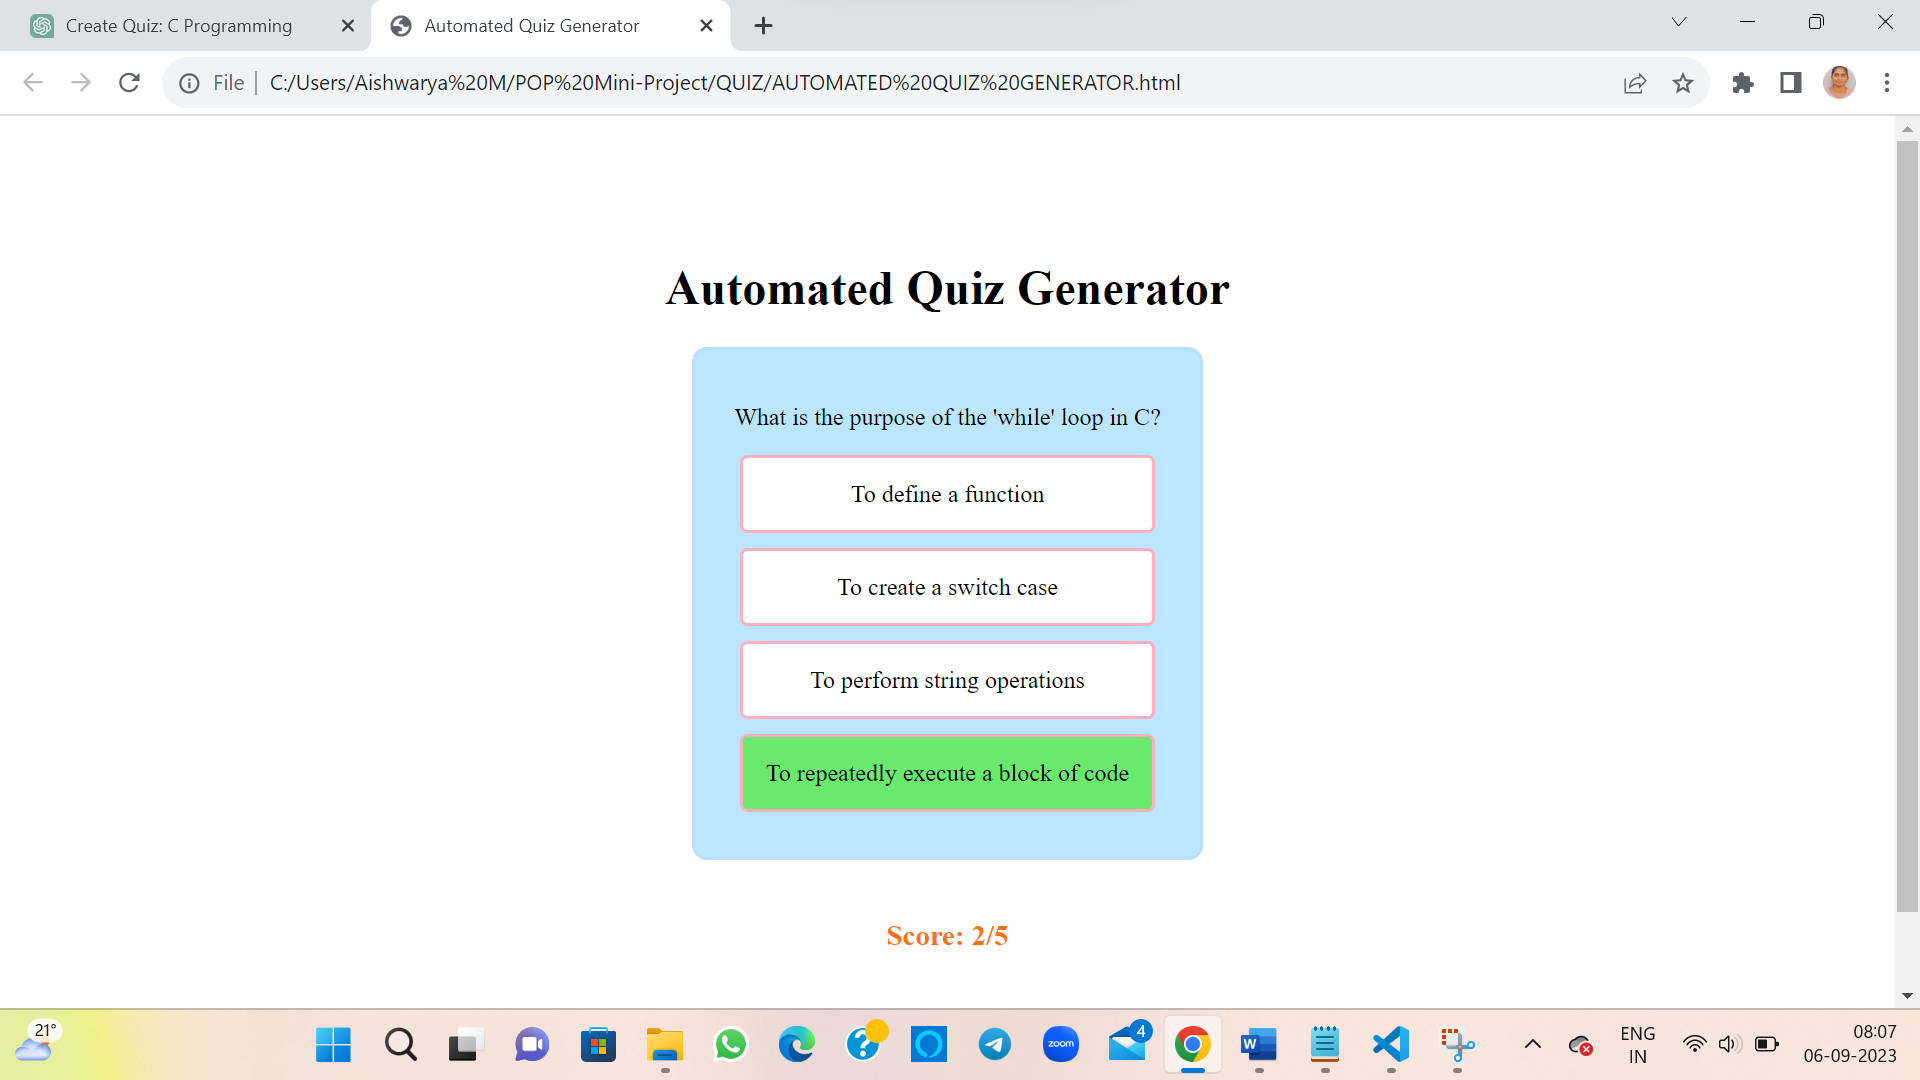 Create Quiz: C Programming
Automated Quiz Generator
File
C:/Users/Aishwarya%20M/POP%20Mini-Project/QUIZ/AUTOMATED%20QUIZ%20GENERATOR.html
Automated Quiz Generator
What is the purpose of the 'while' loop in C?
To define a function
To create a switch case
To perform string operations
To repeatedly execute a block of code
Score: 2/5
21°
zoom
4
W
ENG
IN
08:07
06-09-2023